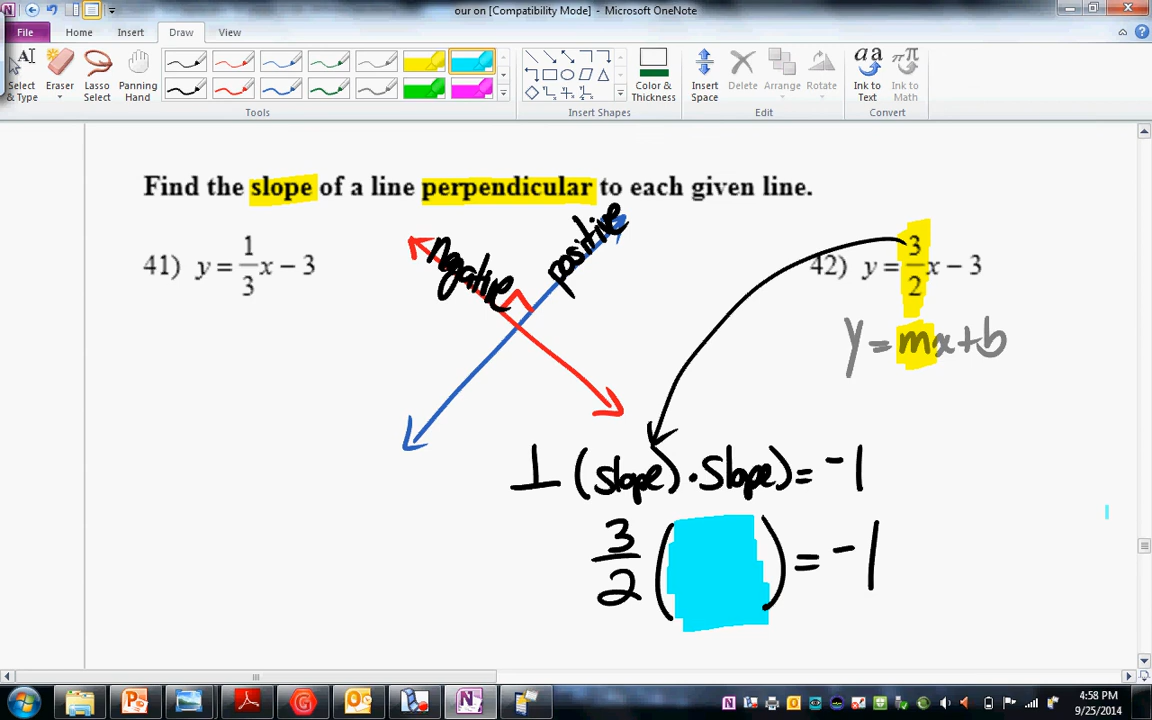 our on [Compatibility Mode] - Microsoft OneNote
File Home Insert Draw View
Select & Type Eraser Lasso Select Panning Hand Color & Thickness Insert Space Delete Arrange Rotate Ink to Text Ink to Math
Tools Insert Shapes Edit Convert
Find the slope of a line perpendicular to each given line.
41) y = 1/3 x − 3
negative
positive
42) y = 3/2 x − 3
y = mx+b
⊥ (slope)·slope) = -1
3/2 ( ) = -1
4:58 PM
9/25/2014